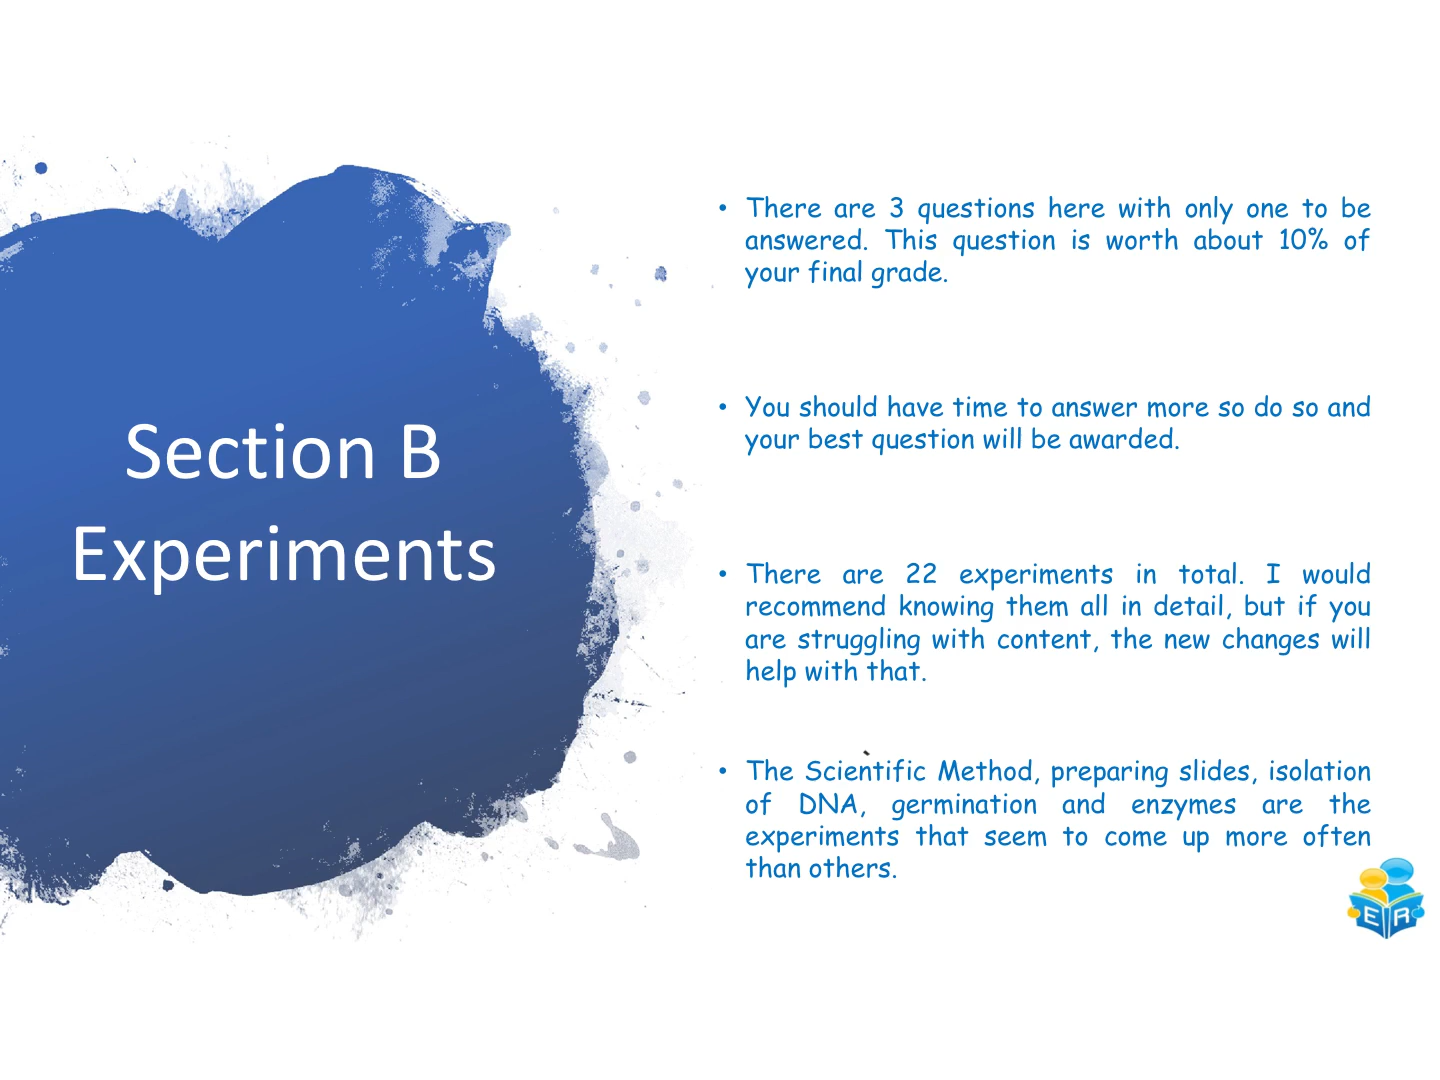 Section B
Experiments
• There are 3 questions here with only one to be
answered. This question is worth about 10% of
your final grade.
• You should have time to answer more so do so and
your best question will be awarded.
• There are 22 experiments in total. I would
recommend knowing them all in detail, but if you
are struggling with content, the new changes will
help with that.
• The Scientific Method, preparing slides, isolation
of DNA, germination and enzymes are the
experiments that seem to come up more often
than others.
E R